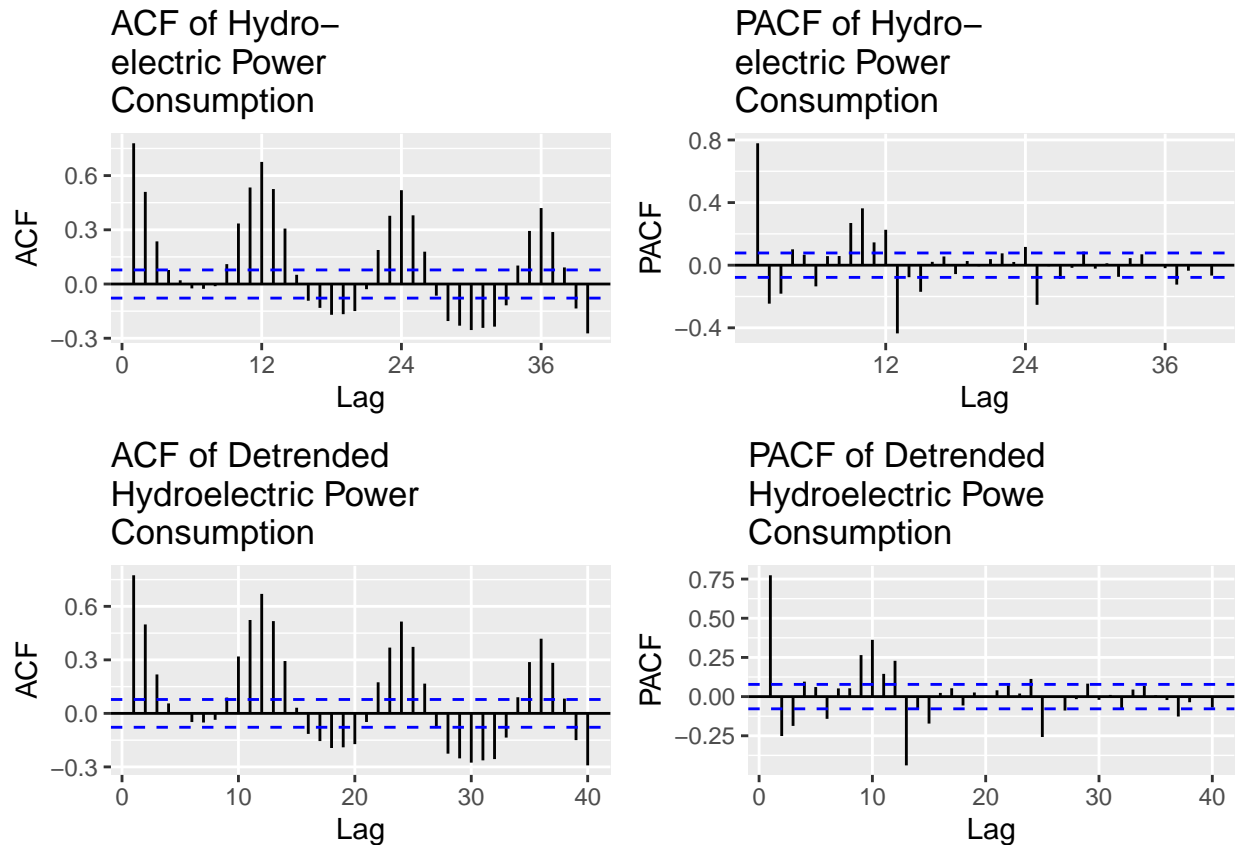 ACF of Hydro−
electric Power
Consumption
0.6
0.3
0.0
−0.3
ACF
0
12
24
36
Lag
PACF of Hydro−
electric Power
Consumption
0.8
0.4
0.0
−0.4
PACF
12
24
36
Lag
ACF of Detrended
Hydroelectric Power
Consumption
0.6
0.3
0.0
−0.3
ACF
0
10
20
30
40
Lag
PACF of Detrended
Hydroelectric Powe
Consumption
0.75
0.50
0.25
0.00
−0.25
PACF
0
10
20
30
40
Lag